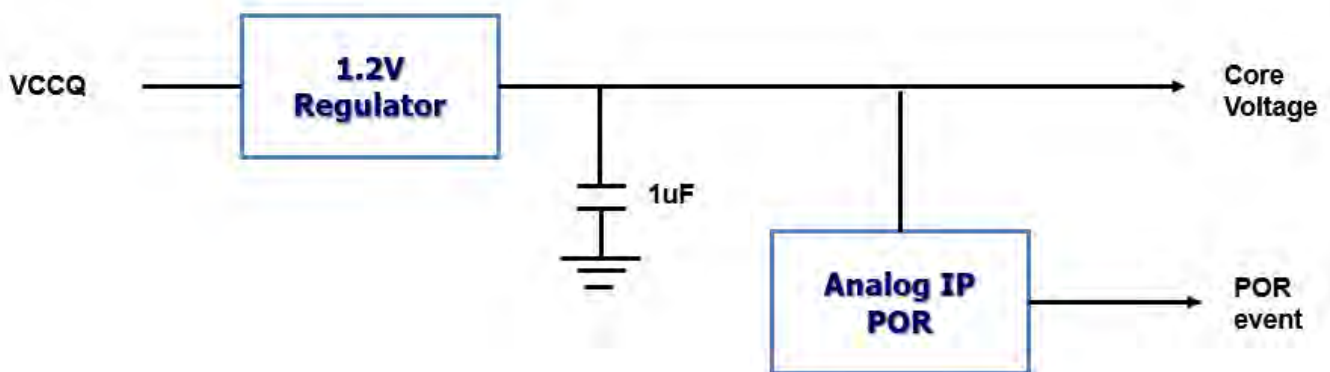 VCCQ
1.2V
Regulator
Core
Voltage
1uF
Analog IP
POR
POR
event